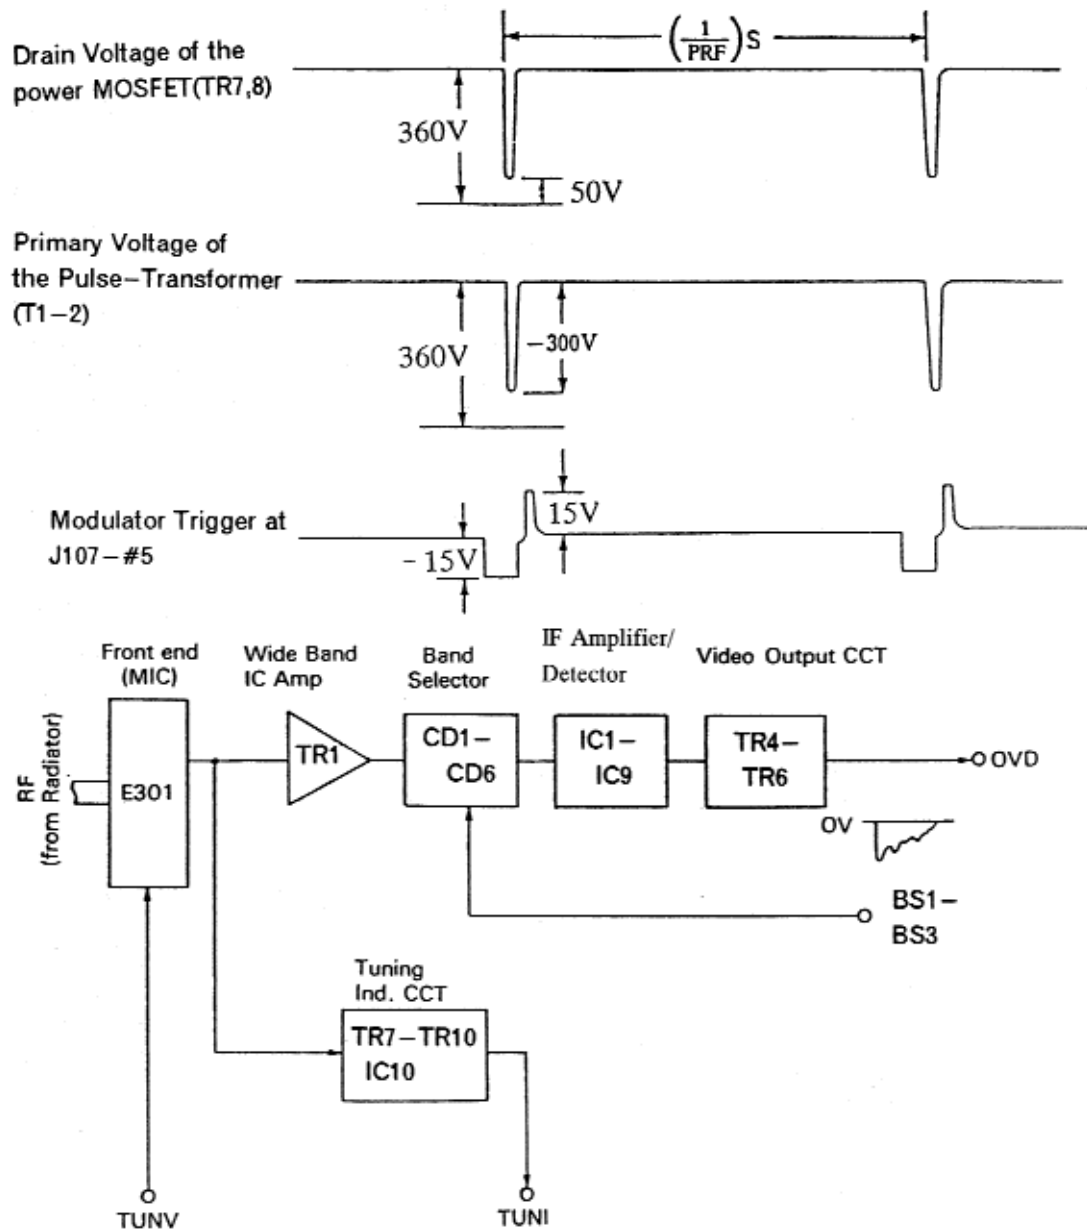 Drain Voltage of the
power MOSFET(TR7,8)
(1/PRF)S
360V
50V
Primary Voltage of
the Pulse-Transformer
(T1-2)
360V
-300V
Modulator Trigger at
J107-#5
-15V
15V
Front end
(MIC)
Wide Band
IC Amp
Band
Selector
IF Amplifier/
Detector
Video Output CCT
RF
(from Radiator)
E301
TR1
CD1-
CD6
IC1-
IC9
TR4-
TR6
OVD
OV
BS1-
BS3
Tuning
Ind. CCT
TR7-TR10
IC10
TUNV
TUNI